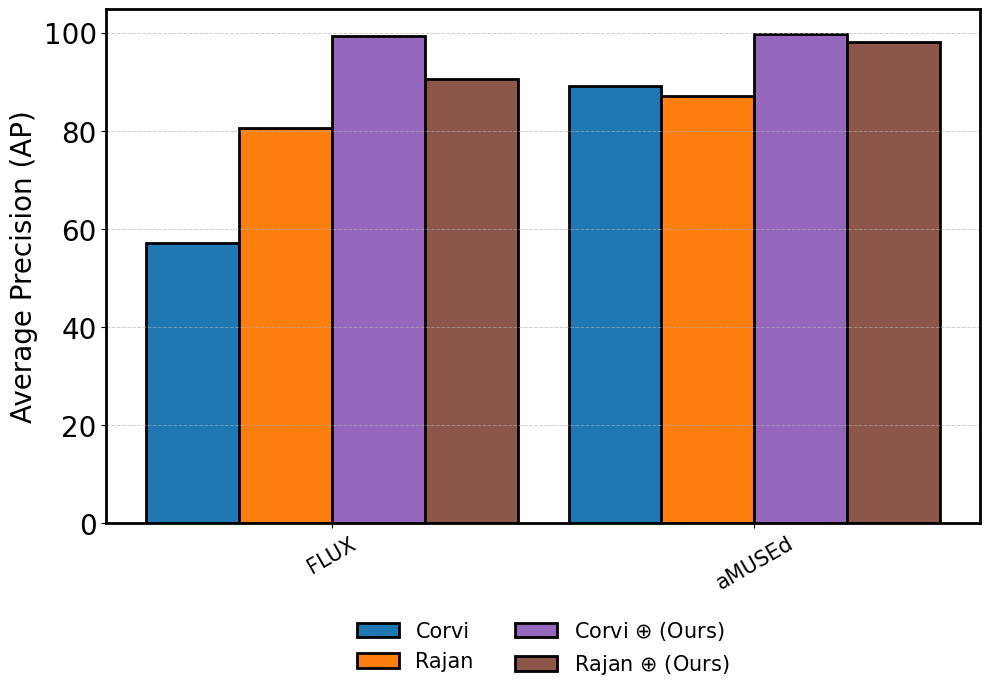 Average Precision (AP)
100
80
60
40
20
0
FLUX
aMUSEd
Corvi
Rajan
Corvi ⊕ (Ours)
Rajan ⊕ (Ours)